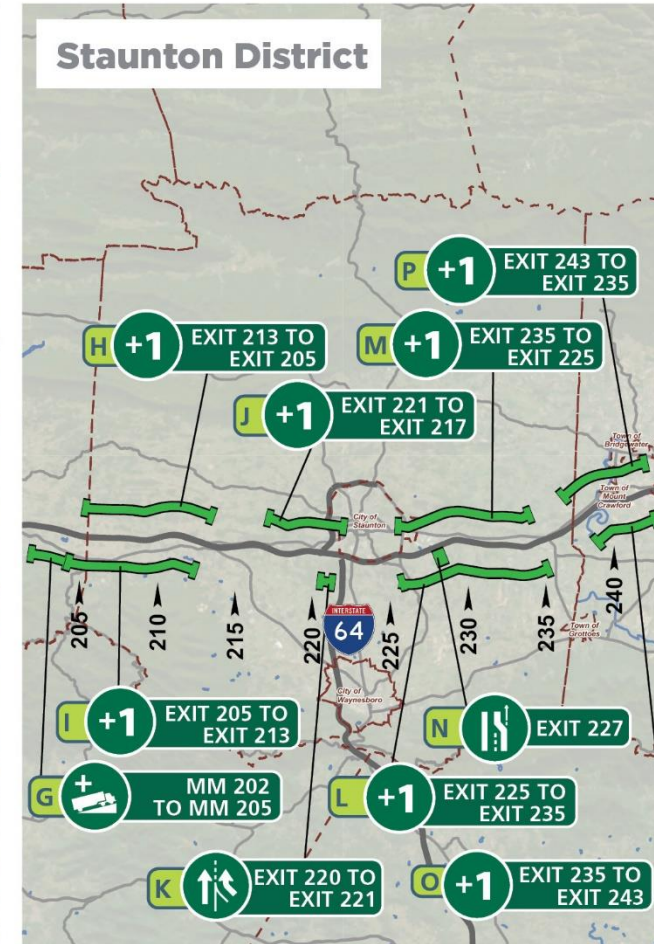 Staunton District
P +1 EXIT 243 TO
EXIT 235
H +1 EXIT 213 TO
EXIT 205
M +1 EXIT 235 TO
EXIT 225
J +1 EXIT 221 TO
EXIT 217
Town of
Bridgewater
Town of
Mount
Crawford
City of
Staunton
205
210
215
220
225
230
235
240
INTERSTATE
64
Town of
Grottoes
City of
Waynesboro
I +1 EXIT 205 TO
EXIT 213
N EXIT 227
G + MM 202
TO MM 205
L +1 EXIT 225 TO
EXIT 235
K EXIT 220 TO
EXIT 221
O +1 EXIT 235 TO
EXIT 243